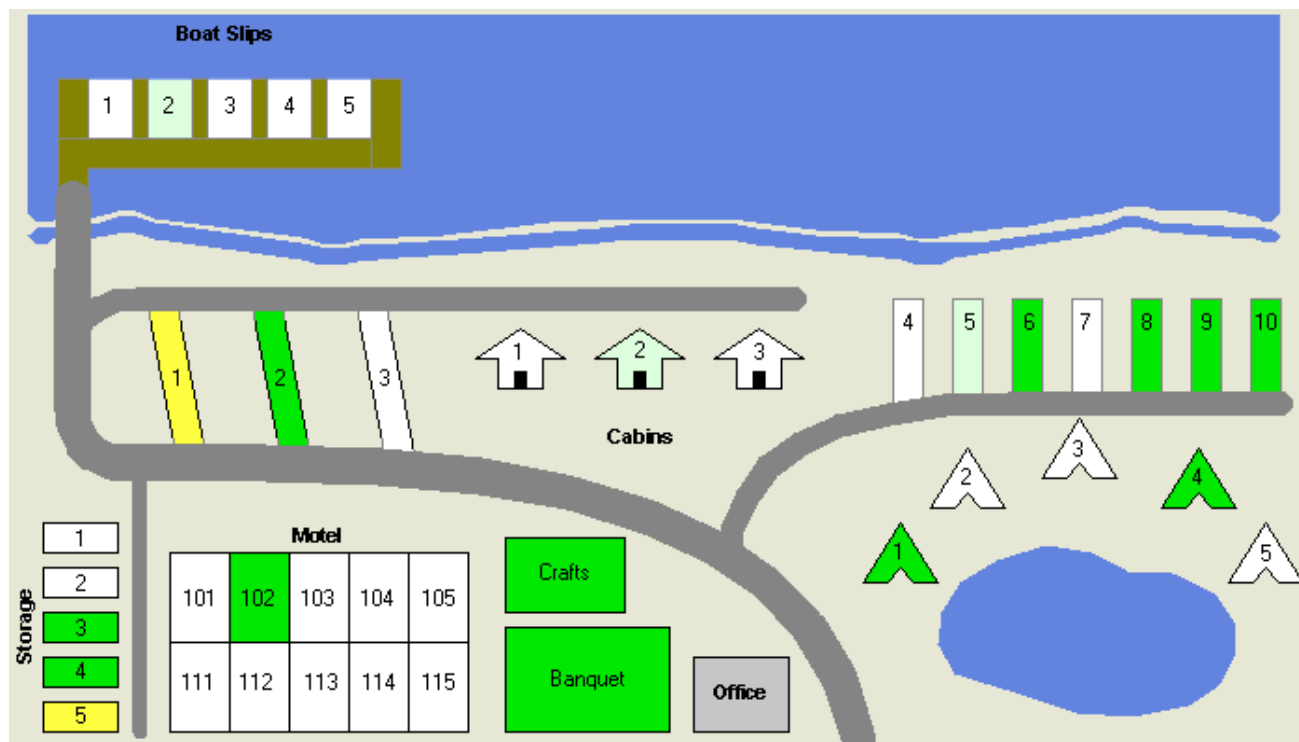 Boat Slips
1 2 3 4 5
4 5 6 7 8 9 10
1 2 3
1 2 3
Cabins
3
2 4
1 5
Storage
1
2
3
4
5
Motel
101 102 103 104 105
111 112 113 114 115
Crafts
Banquet
Office